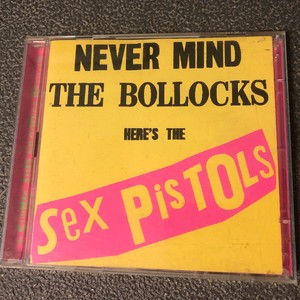 NEVER MIND
THE BOLLOCKS
HERE'S THE
Sex PiSTOLS